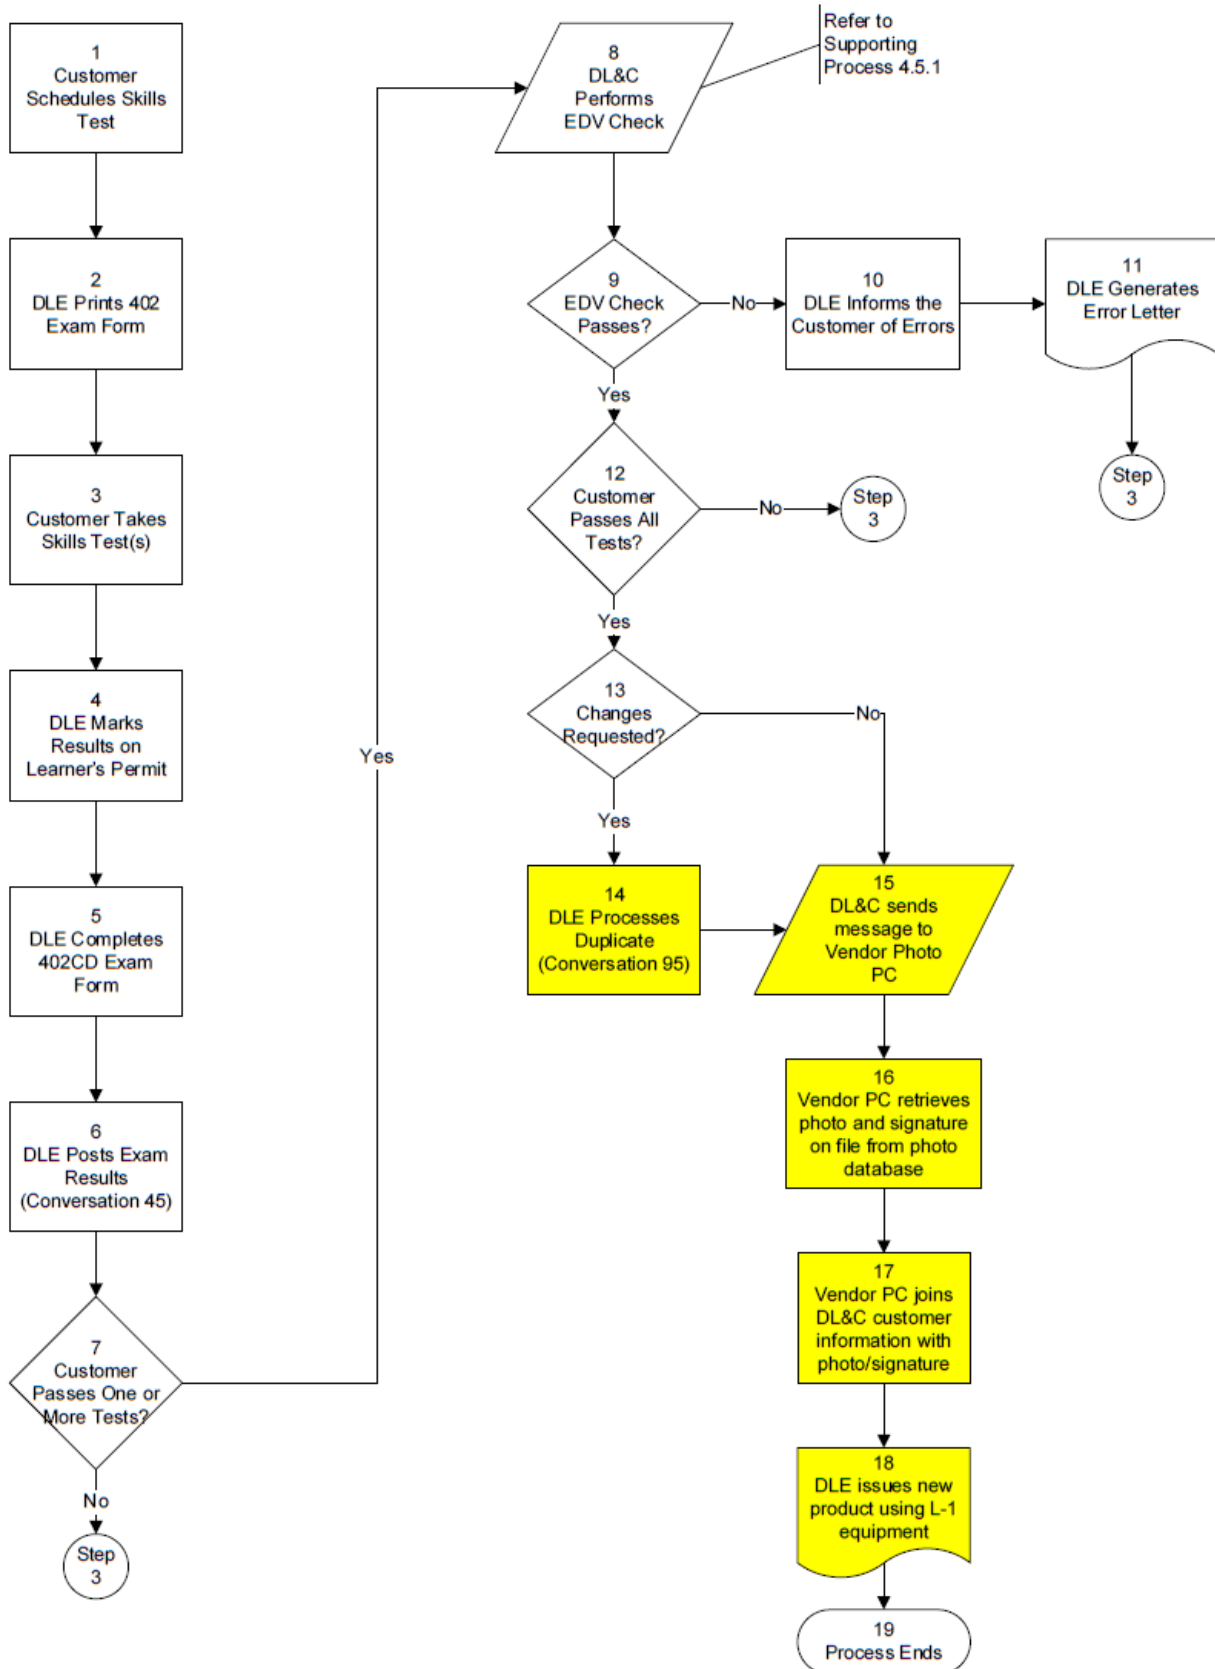 1
Customer
Schedules Skills
Test
2
DLE Prints 402
Exam Form
3
Customer Takes
Skills Test(s)
4
DLE Marks
Results on
Learner's Permit
5
DLE Completes
402CD Exam
Form
6
DLE Posts Exam
Results
(Conversation 45)
7
Customer
Passes One or
More Tests?
No
Step
3
Yes
8
DL&C
Performs
EDV Check
Refer to
Supporting
Process 4.5.1
9
EDV Check
Passes?
No
10
DLE Informs the
Customer of Errors
11
DLE Generates
Error Letter
Step
3
Yes
12
Customer
Passes All
Tests?
No
Step
3
Yes
13
Changes
Requested?
No
Yes
14
DLE Processes
Duplicate
(Conversation 95)
15
DL&C sends
message to
Vendor Photo
PC
16
Vendor PC retrieves
photo and signature
on file from photo
database
17
Vendor PC joins
DL&C customer
information with
photo/signature
18
DLE issues new
product using L-1
equipment
19
Process Ends